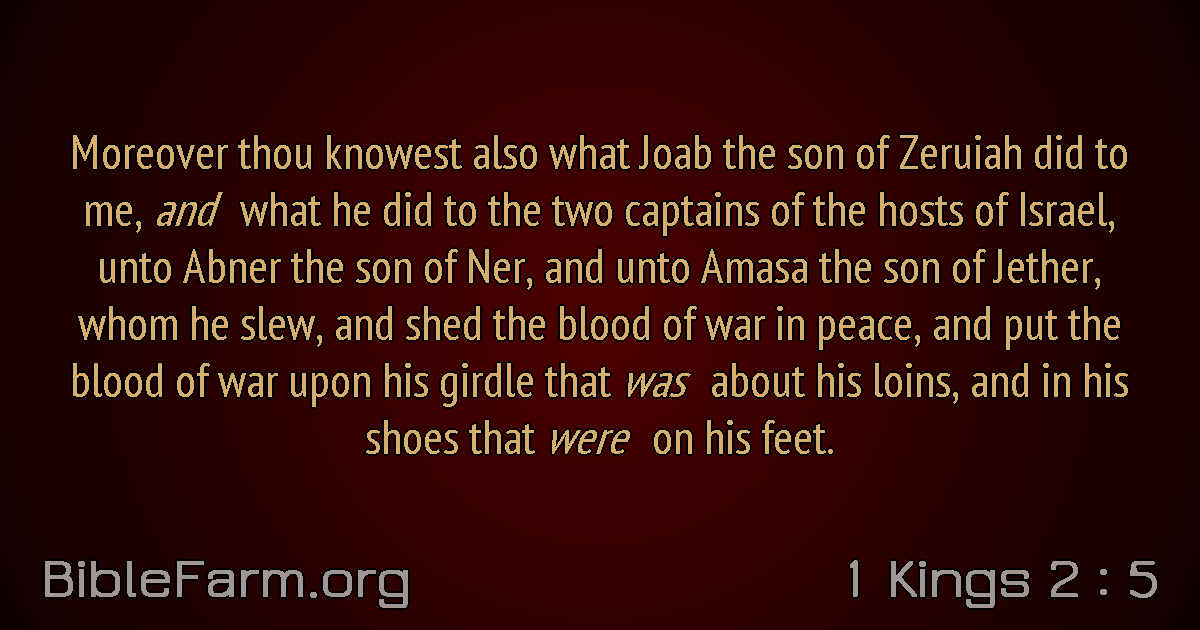 Moreover thou knowest also what Joab the son of Zeruiah did to
me, and what he did to the two captains of the hosts of Israel,
unto Abner the son of Ner, and unto Amasa the son of Jether,
whom he slew, and shed the blood of war in peace, and put the
blood of war upon his girdle that was about his loins, and in his
shoes that were on his feet.
BibleFarm.org
1 Kings 2 : 5